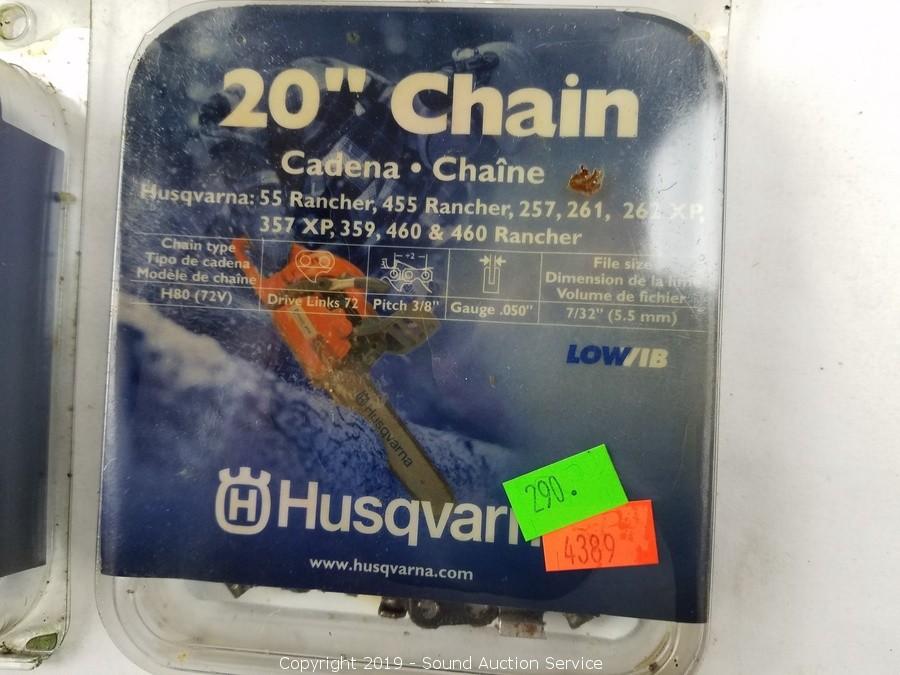 20" Chain
Cadena • Chaîne
Husqvarna: 55 Rancher, 455 Rancher, 257, 261, 262 XP,
357 XP, 359, 460 & 460 Rancher
Chain type
Tipo de cadena
Modèle de chaîne
H80 (72V)
Drive Links 72
+2
Pitch 3/8"
Gauge .050"
File size
Dimension de la
Volume de fichier
7/32" (5.5 mm)
LOW/IB
Husqvarna
H Husqvarn
290.
4389
www.husqvarna.com
Copyright 2019 - Sound Auction Service